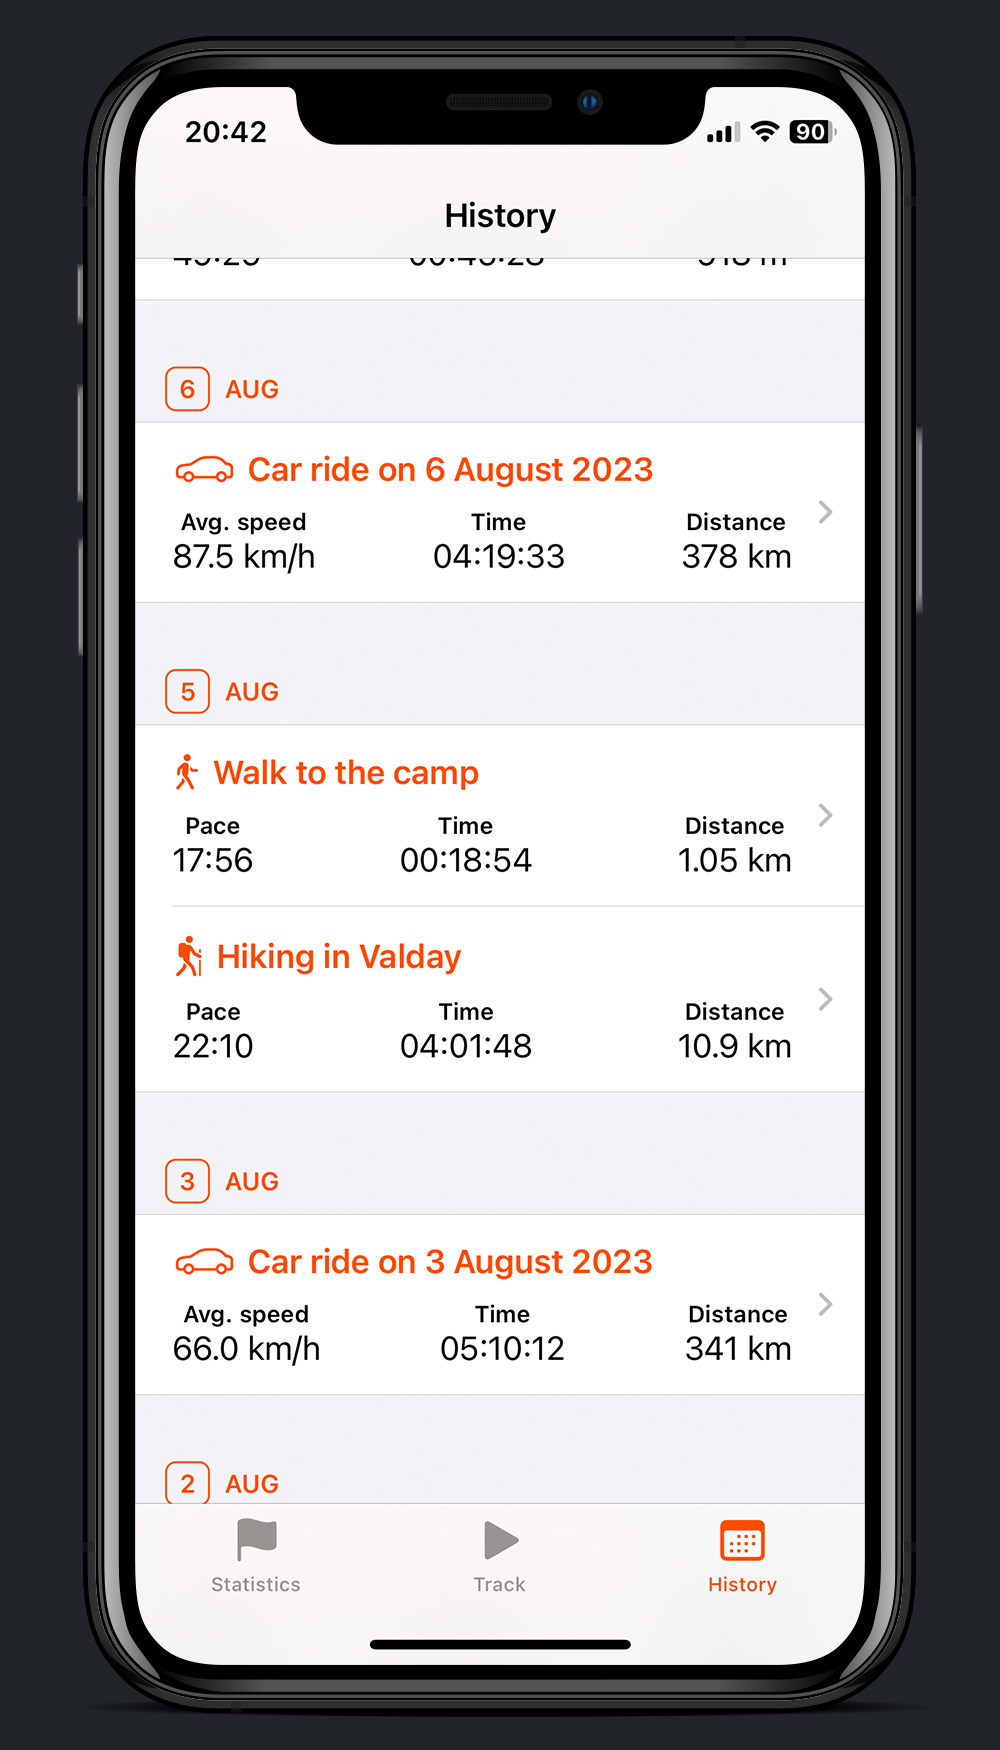 20:42
90
History
6 AUG
Car ride on 6 August 2023
Avg. speed Time Distance
87.5 km/h 04:19:33 378 km
5 AUG
Walk to the camp
Pace Time Distance
17:56 00:18:54 1.05 km
Hiking in Valday
Pace Time Distance
22:10 04:01:48 10.9 km
3 AUG
Car ride on 3 August 2023
Avg. speed Time Distance
66.0 km/h 05:10:12 341 km
2 AUG
Statistics Track History